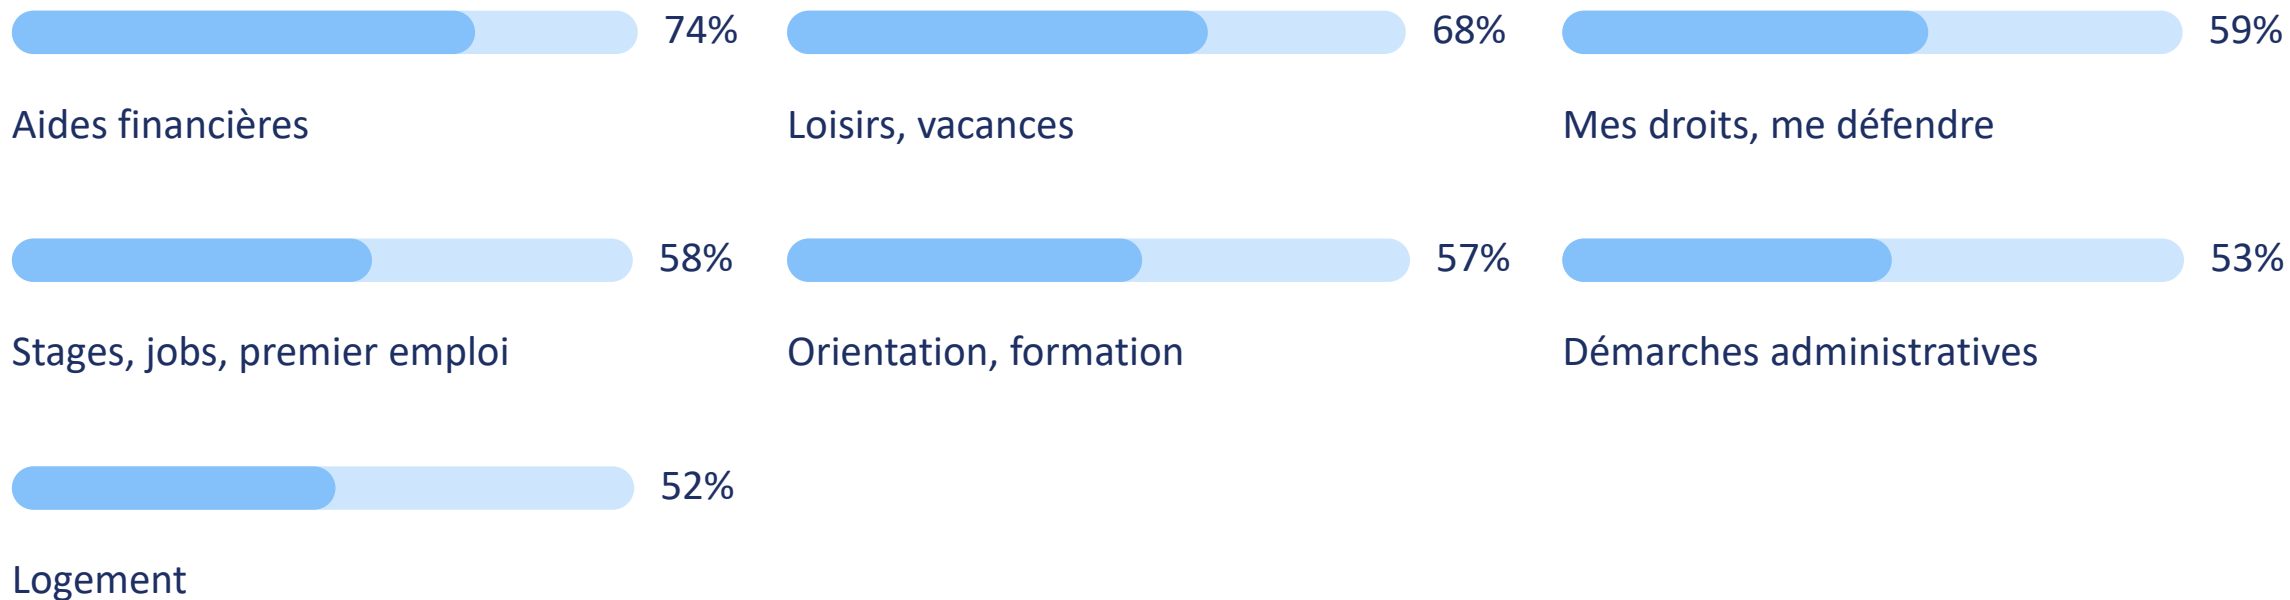 74%
Aides financières
68%
Loisirs, vacances
59%
Mes droits, me défendre
58%
Stages, jobs, premier emploi
57%
Orientation, formation
53%
Démarches administratives
52%
Logement